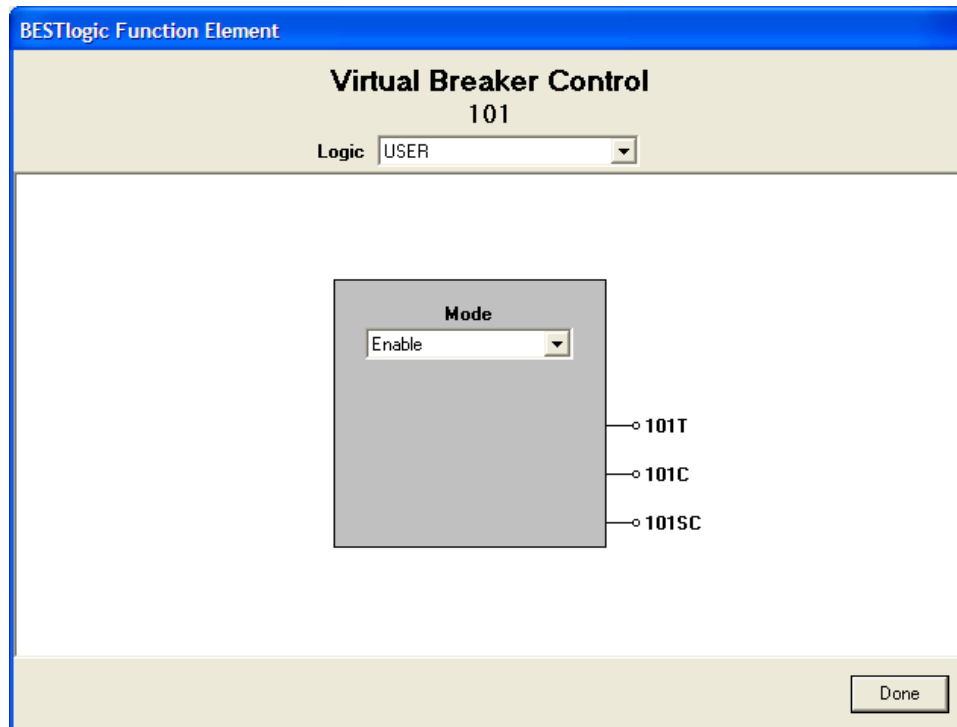 BESTlogic Function Element
Virtual Breaker Control
101
Logic USER
Mode
Enable
101T
101C
101SC
Done